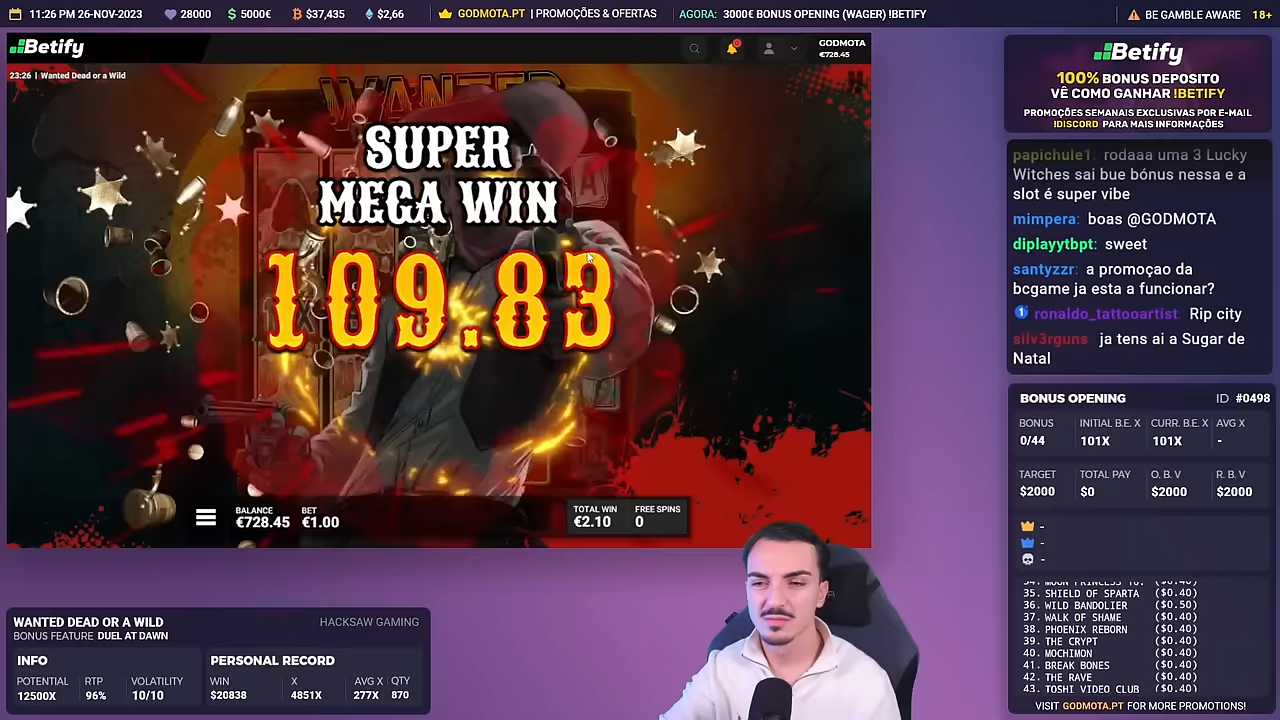 11:26 PM 26-NOV-2023 28000 5000€ $37,435 $2,66 GODMOTA.PT | PROMOÇÕES & OFERTAS AGORA: 3000€ BONUS OPENING (WAGER) !BETIFY BE GAMBLE AWARE 18+
Betify
GODMOTA
€728.45
23:26 | Wanted Dead or a Wild
WANTED
SUPER
MEGA WIN
109.83
BALANCE BET TOTAL WIN FREE SPINS
€728.45 €1.00 €2.10 0
WANTED DEAD OR A WILD HACKSAW GAMING
BONUS FEATURE DUEL AT DAWN
INFO PERSONAL RECORD
POTENTIAL RTP VOLATILITY WIN X AVG X QTY
12500X 96% 10/10 $20838 4851X 277X 870
Betify
100% BONUS DEPOSITO
VÊ COMO GANHAR !BETIFY
PROMOÇÕES SEMANAIS EXCLUSIVAS POR E-MAIL
!DISCORD PARA MAIS INFORMAÇÕES
papichule1: rodaaa uma 3 Lucky
Witches sai bue bónus nessa e a
slot é super vibe
mimpera: boas @GODMOTA
diplayytbpt: sweet
santyzzr: a promoçao da
bcgame ja esta a funcionar?
1 ronaldo_tattooartist Rip city
silv3rguns ja tens ai a Sugar de
Natal
BONUS OPENING ID #0498
BONUS INITIAL B.E. X CURR. B.E. X AVG X
0/44 101X 101X -
TARGET TOTAL PAY O. B.V R. B.V
$2000 $0 $2000 $2000
-
-
-
34. MOON PRINCESS TO. ($0.40)
35. SHIELD OF SPARTA ($0.40)
36. WILD BANDOLIER ($0.50)
37. WALK OF SHAME ($0.40)
38. PHOENIX REBORN ($0.40)
39. THE CRYPT ($0.40)
40. MOCHIMON ($0.40)
41. BREAK BONES ($0.40)
42. THE RAVE ($0.40)
43. TOSHI VIDEO CLUB ($0.40)
VISIT GODMOTA.PT FOR MORE PROMOTIONS!